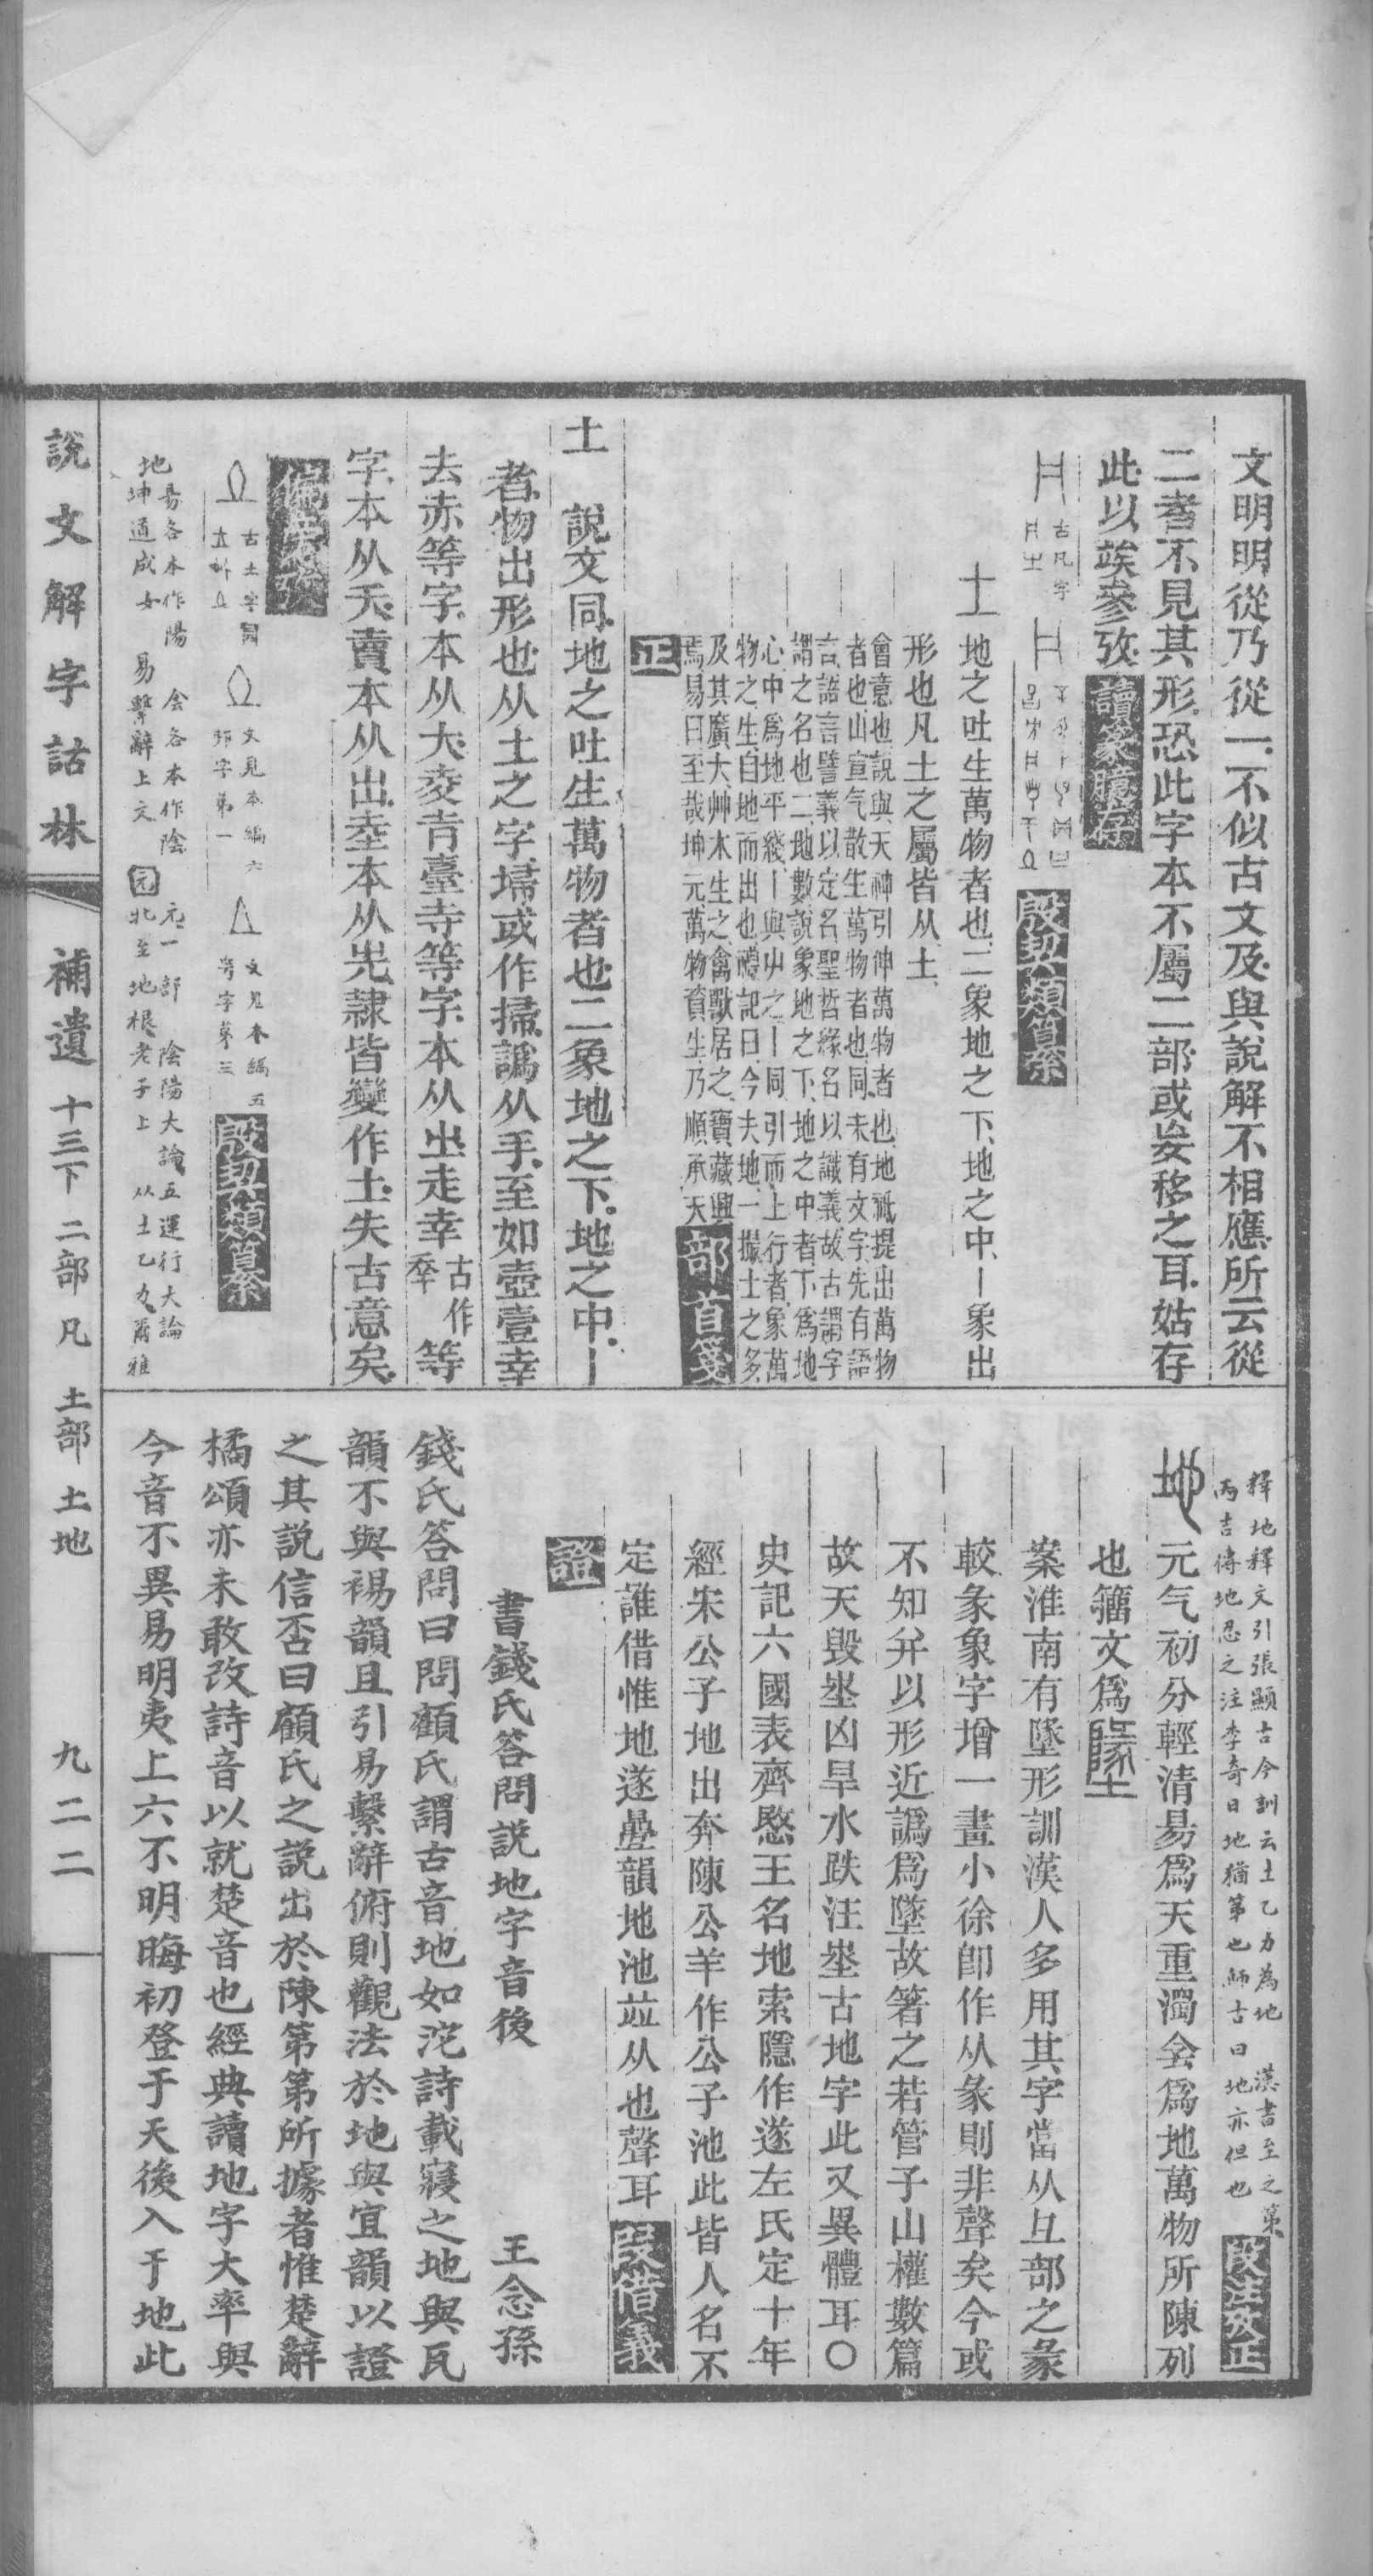 文明明從乃從一不似古文及與說解不相應所云從
二者不見其形恐此字本不屬二部或妄移之耳姑存
此以竢參攷讀篆臆存
古凡字
殷契類纂
土地之吐生萬物者也二象地之下地之中丨象出
形也凡土之屬皆从土
會意也說與天神引伸萬物者也地祗提出萬物
者也山宣气散生萬物者也同未有文字先有語
言語言譬義以定名聖哲緣名以識義故古謂字
謂之名也二地數說象地之下地之中者下爲地
心中爲地平綫丨與屮之丨同引而上行者象萬
物之生自地而出也禮記曰今夫地一撮土之多
及其廣大艸木生之禽獸居之寶藏興
焉易曰至哉坤元萬物資生乃順承天部首箋
正
土 說文同地之吐生萬物者也二象地之下地之中丨
者物出形也从土之字埽或作掃譌从手至如壺壹幸
去赤等字本从大夌青臺寺等字本从㞢走幸古作㚔等
字本从夭賣本从出坴本从圥隸皆變作土失古意矣
偏旁攷
古土字
文見本編六
第一
文見本編五
字第三
殷契類纂
地 易各本作陽 侌各本作陰 元一部 陰陽大論五運行大論
坤道成女 易繫辭上文 园北至地根老子上 从土乙力爾雅
釋地釋文引張顯古今訓云土乙力為地 漢書至之第
丙吉傳地忍之注李奇曰地猶第也師古曰地亦但也段注攷正
地元气初分輕清昜爲天重濁侌爲地萬物所陳列
也籒文爲墬
案淮南有墬形訓漢人多用其字當从彑部之彖
較彖象字增一畫小徐卽作从彖則非聲矣今或
不知并以形近譌爲墜故箸之若管子山權數篇
故天毀埊凶旱水跌注埊古地字此又異體耳○
史記六國表齊愍王名地索隱作遂左氏定十年
經宋公子地出奔陳公羊作公子池此皆人名不
定誰借惟地遂疊韻地池竝从也聲耳叚借義
證
書錢氏答問說地字音後 王念孫
錢氏答問曰問顧氏謂古音地如沱詩載寢之地與瓦
韻不與裼韻且引易繫辭俯則觀法於地與宜韻以證
之其說信否曰顧氏之說出於陳第第所據者惟楚辭
橘頌亦未敢改詩音以就楚音也經典讀地字大率與
今音不異易明夷上六不明晦初登于天後入于地此
說文解字詁林 補遺 十三下 二部 凡 土部 土地 九二二